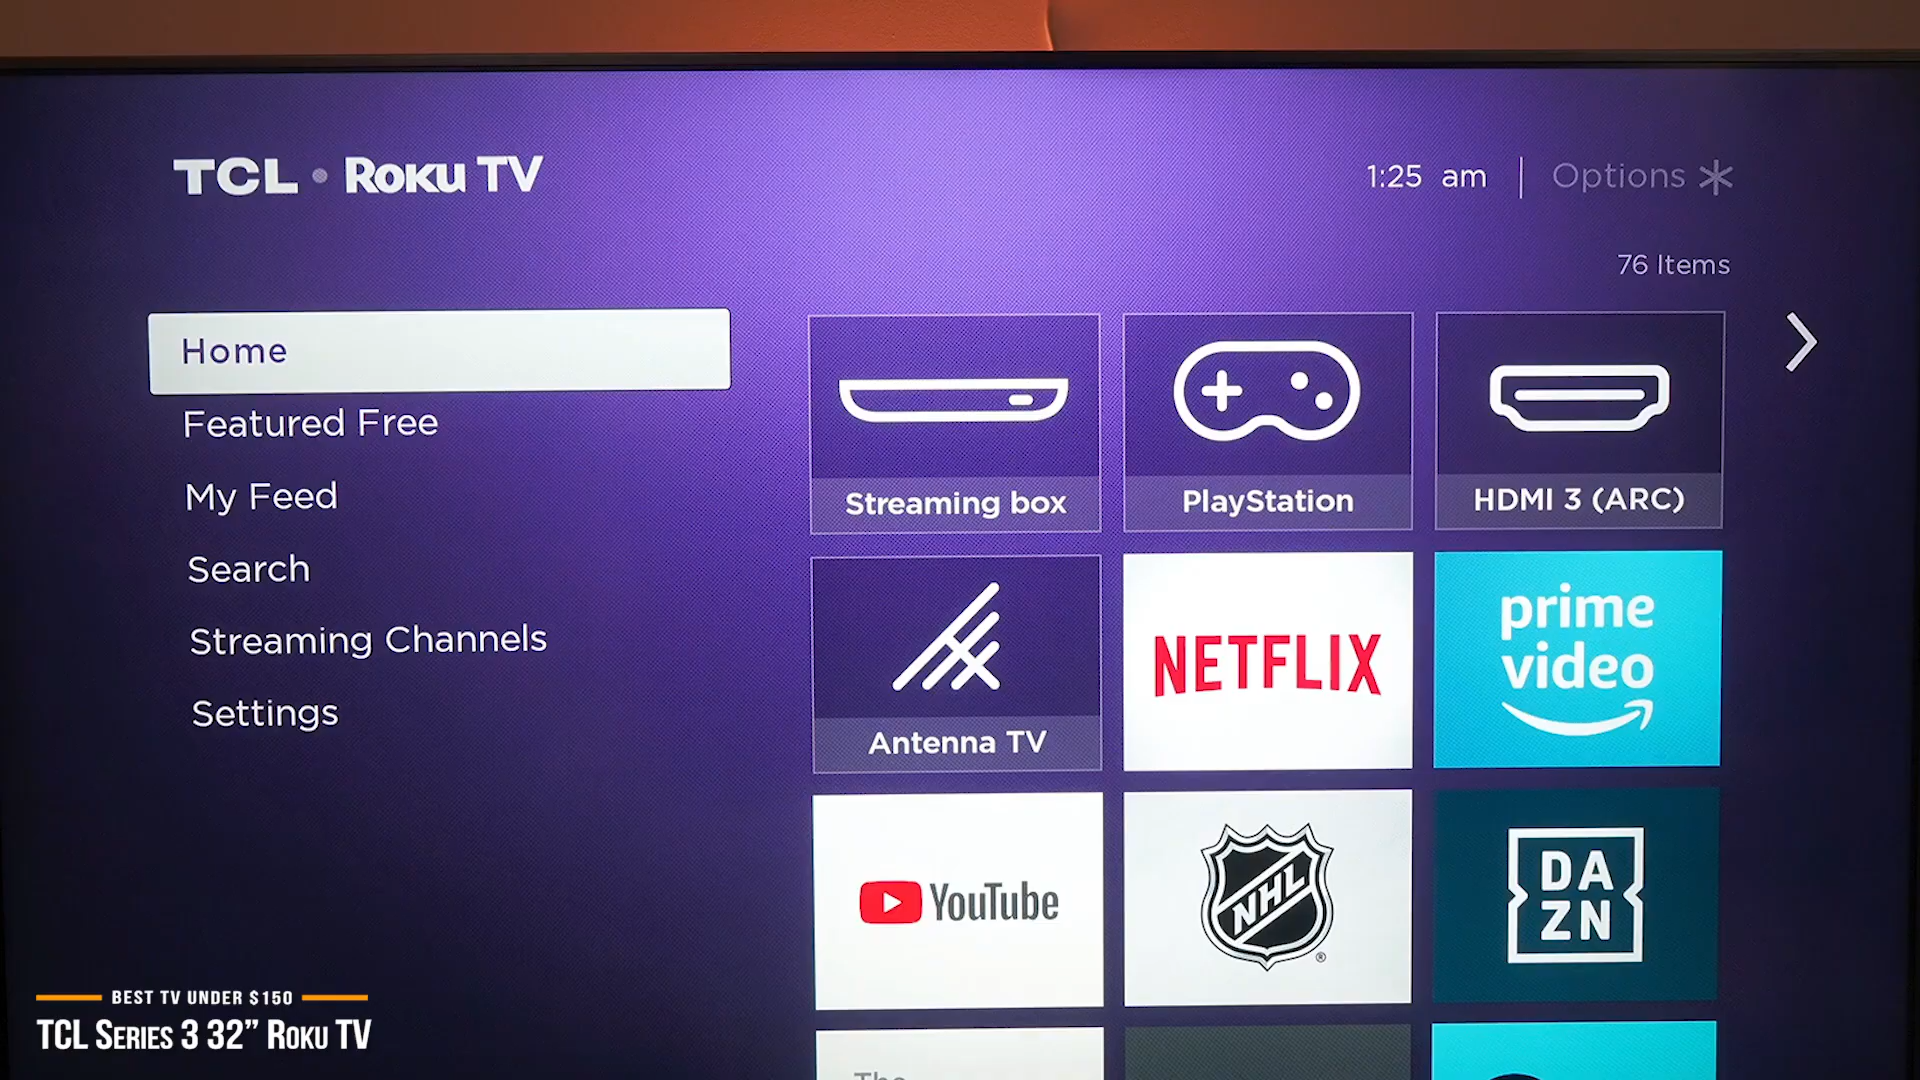 TCL • Roku TV
1:25 am | Options
76 Items
Home
Featured Free
My Feed
Search
Streaming Channels
Settings
Streaming box
PlayStation
HDMI 3 (ARC)
Antenna TV
NETFLIX
prime
video
YouTube
NHL
®
DA
ZN
The
BEST TV UNDER $150
TCL SERIES 3 32” ROKU TV